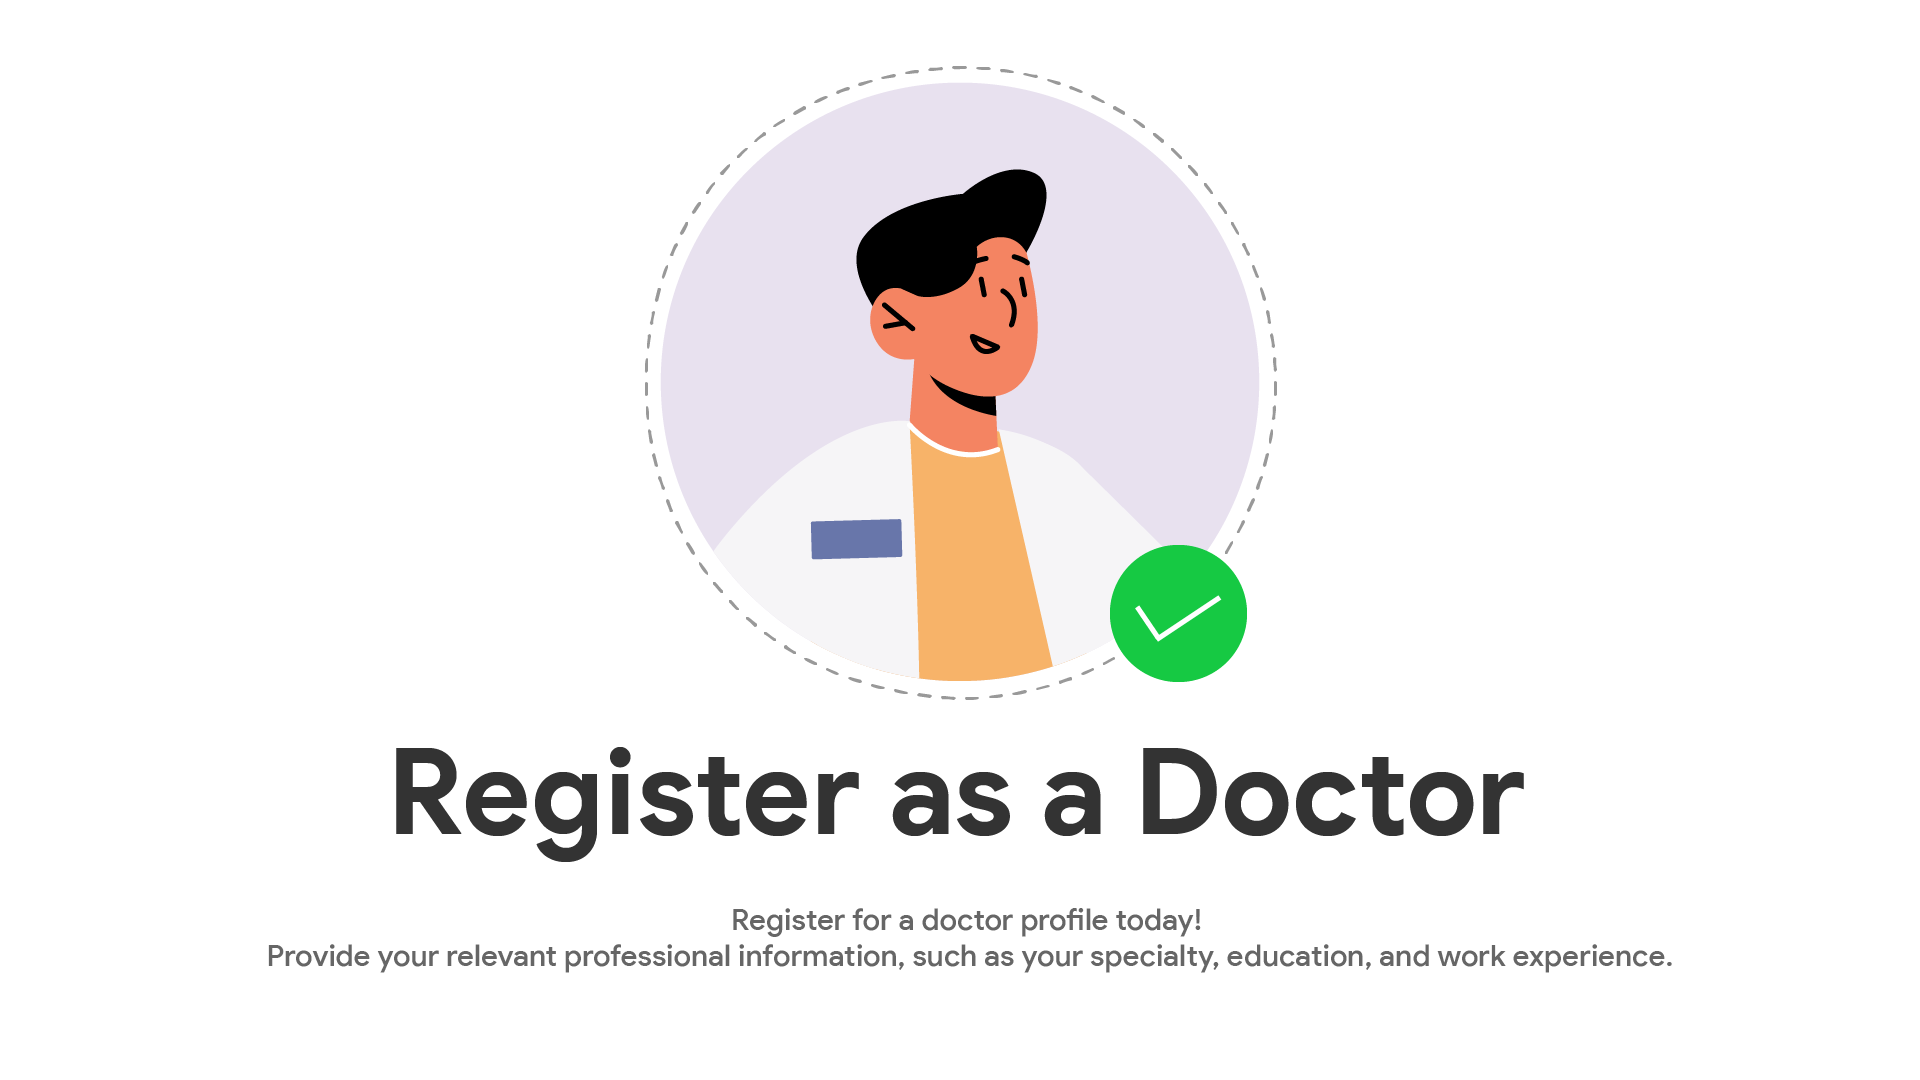 Register as a Doctor
Register for a doctor profile today!
Provide your relevant professional information, such as your specialty, education, and work experience.